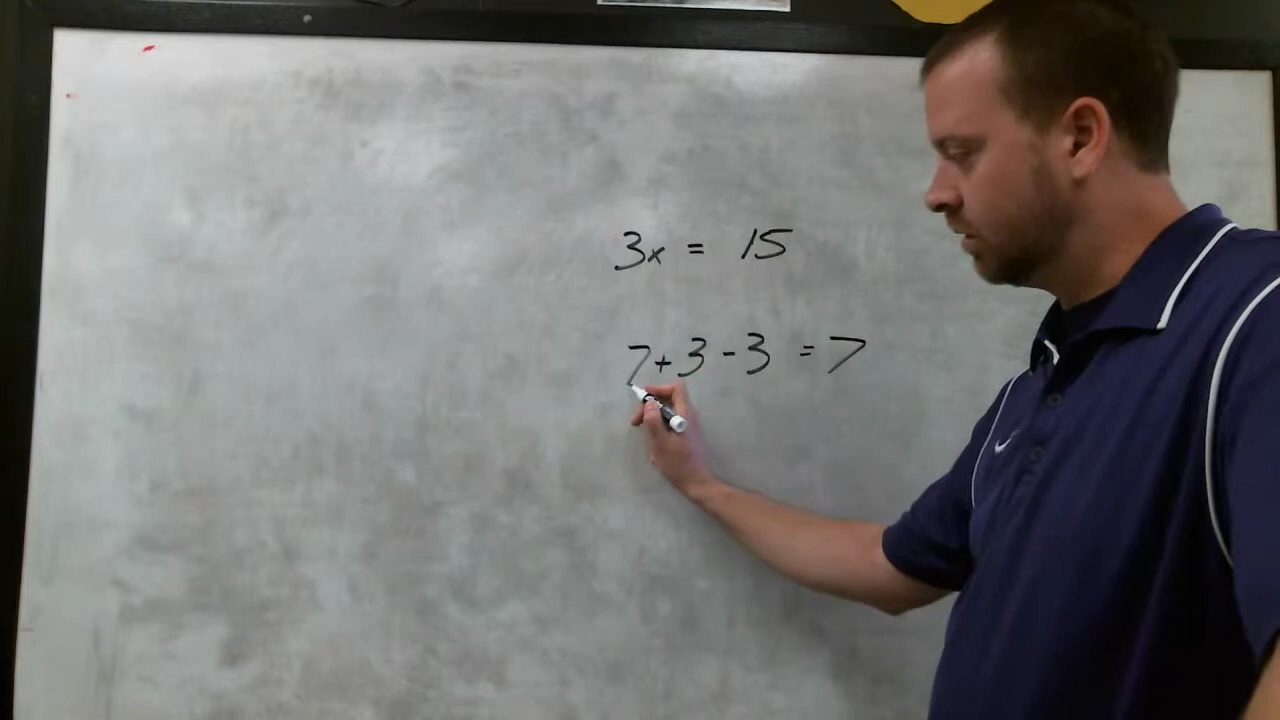 3x = 15
7+3-3 = 7